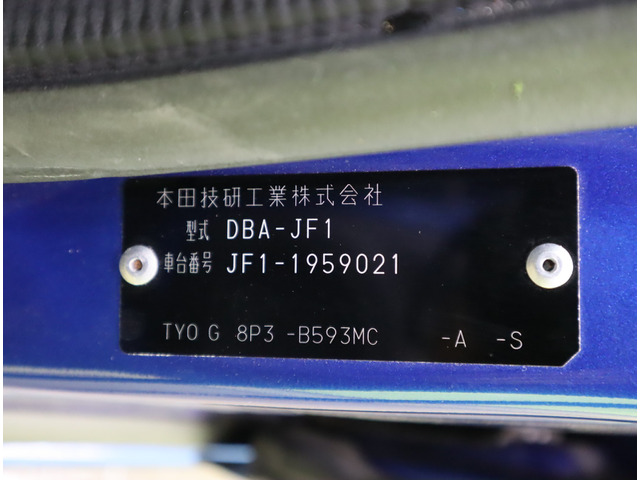 本田技研工業株式会社
型式 DBA-JF1
車台番号 JF1-1959021
TYO G 8P3 -B593MC -A -S